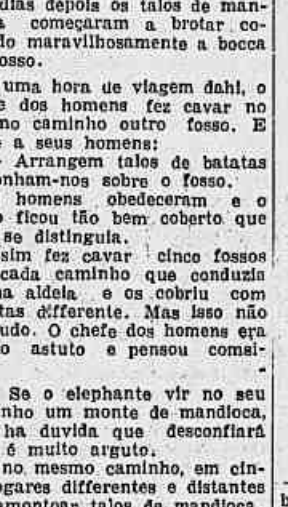 dias depois os talos de man-
a começaram a brotar co-
do maravilhosamente a bocca
osso.
uma hora de viagem dahi, o
e dos homens fez cavar no
mo caminho outro fosso. E
e a seus homens:
- Arrangem talos de batatas
onham-nos sobre o fosso.
homens obedeceram e o
o ficou tão bem coberto que
se distinguia.
sim fez cavar cinco fossos
cada caminho que conduzia
na aldeia e os cobriu com
tas differente. Mas isso não
udo. O chefe dos homens era
o astuto e pensou comsi-
-
Se o elephante vir no seu
nho um monte de mandioca,
ha duvida que desconfiará
é muito arguto.
no mesmo caminho, em cin-
ogares differentes e distantes
amontoar talos de mandioca